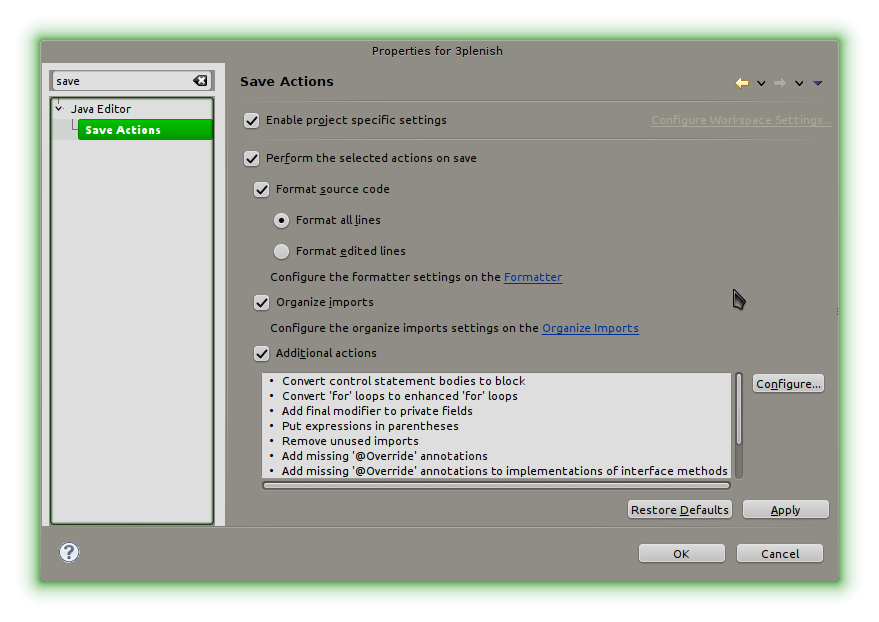 Properties for 3plenish
save
Save Actions
Java Editor
Save Actions
Enable project specific settings
Configure Workspace Settings...
Perform the selected actions on save
Format source code
Format all lines
Format edited lines
Configure the formatter settings on the Formatter
Organize imports
Configure the organize imports settings on the Organize Imports
Additional actions
• Convert control statement bodies to block
• Convert 'for' loops to enhanced 'for' loops
• Add final modifier to private fields
• Put expressions in parentheses
• Remove unused imports
• Add missing '@Override' annotations
• Add missing '@Override' annotations to implementations of interface methods
Configure...
Restore Defaults
Apply
?
OK
Cancel